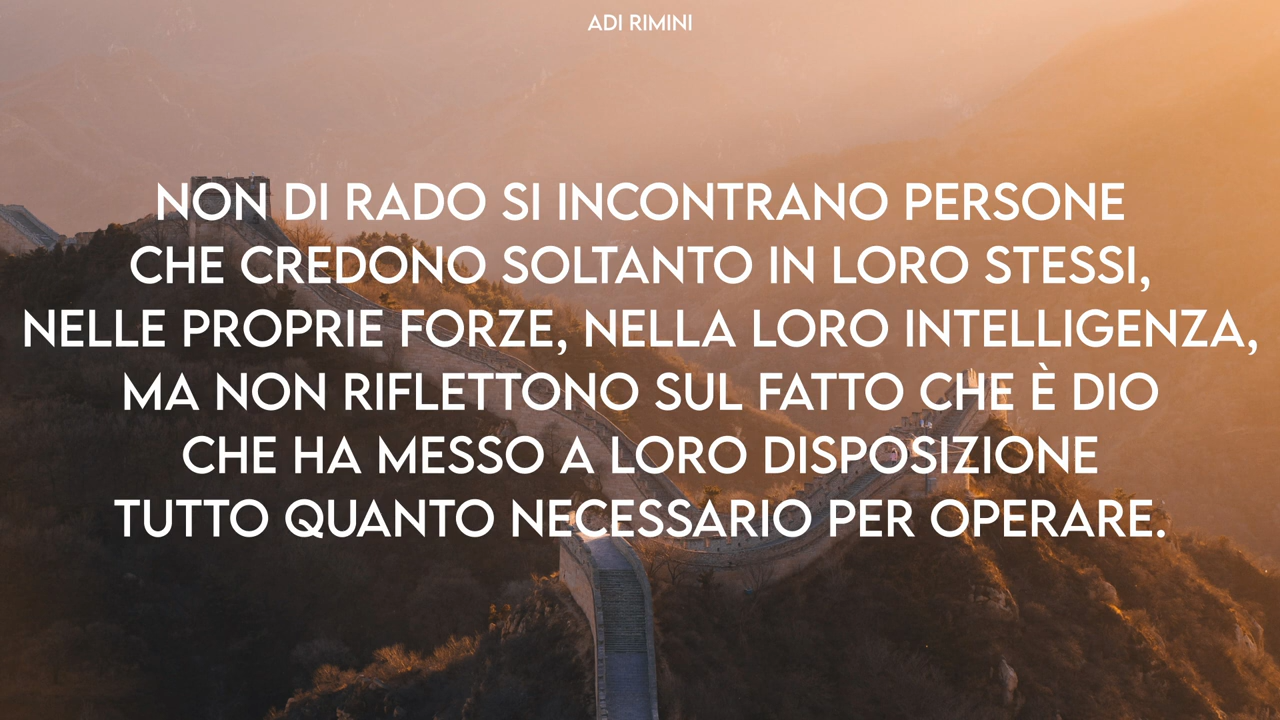 ADI RIMINI
NON DI RADO SI INCONTRANO PERSONE
CHE CREDONO SOLTANTO IN LORO STESSI,
NELLE PROPRIE FORZE, NELLA LORO INTELLIGENZA,
MA NON RIFLETTONO SUL FATTO CHE È DIO
CHE HA MESSO A LORO DISPOSIZIONE
TUTTO QUANTO NECESSARIO PER OPERARE.